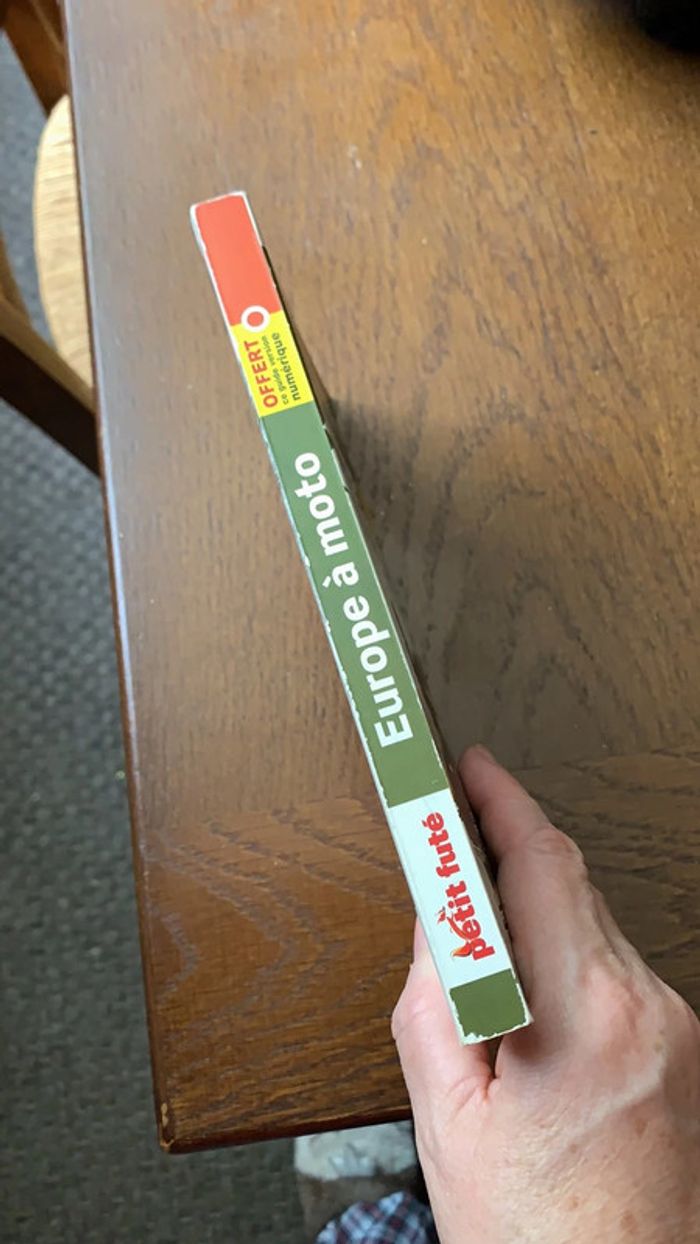 OFFERT
ce guide version
numérique
Europe à moto
petit futé